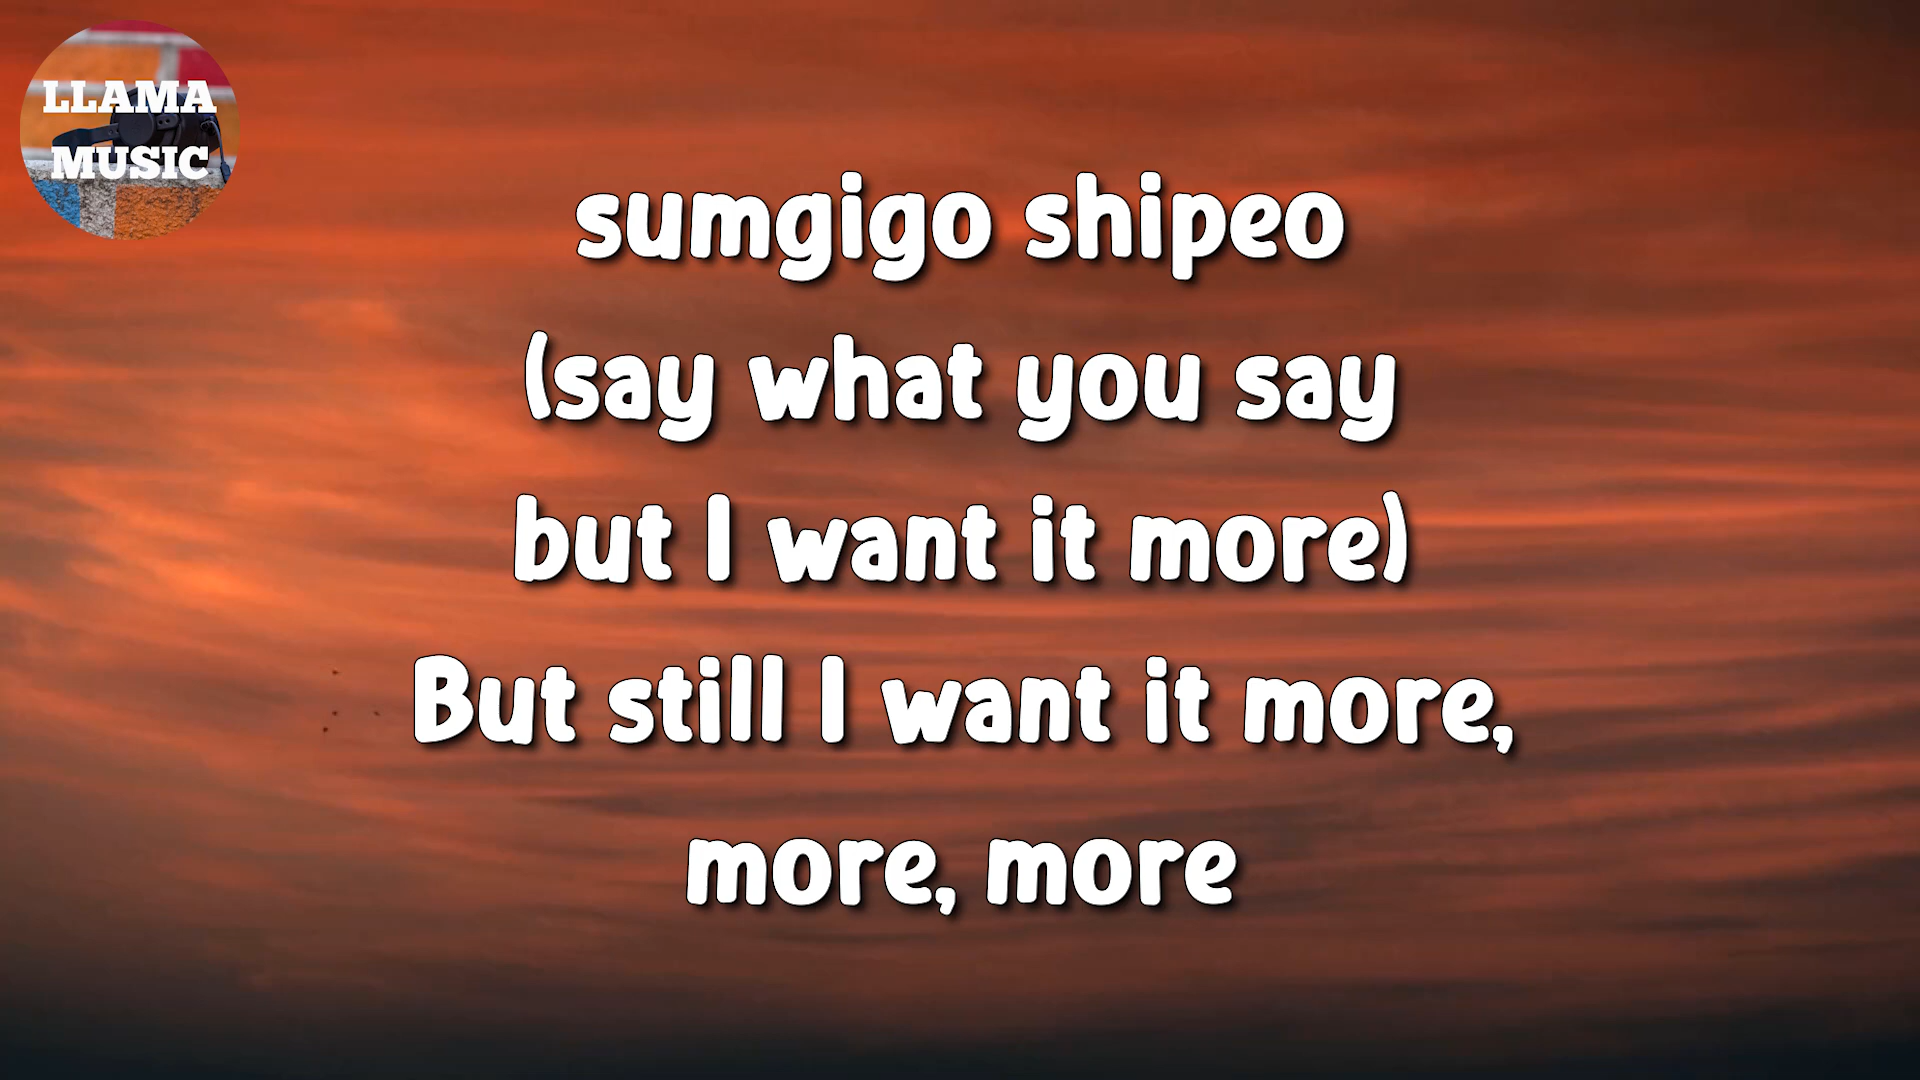 LLAMA
MUSIC
sumgigo shipeo
(say what you say
but I want it more)
But still I want it more,
more, more